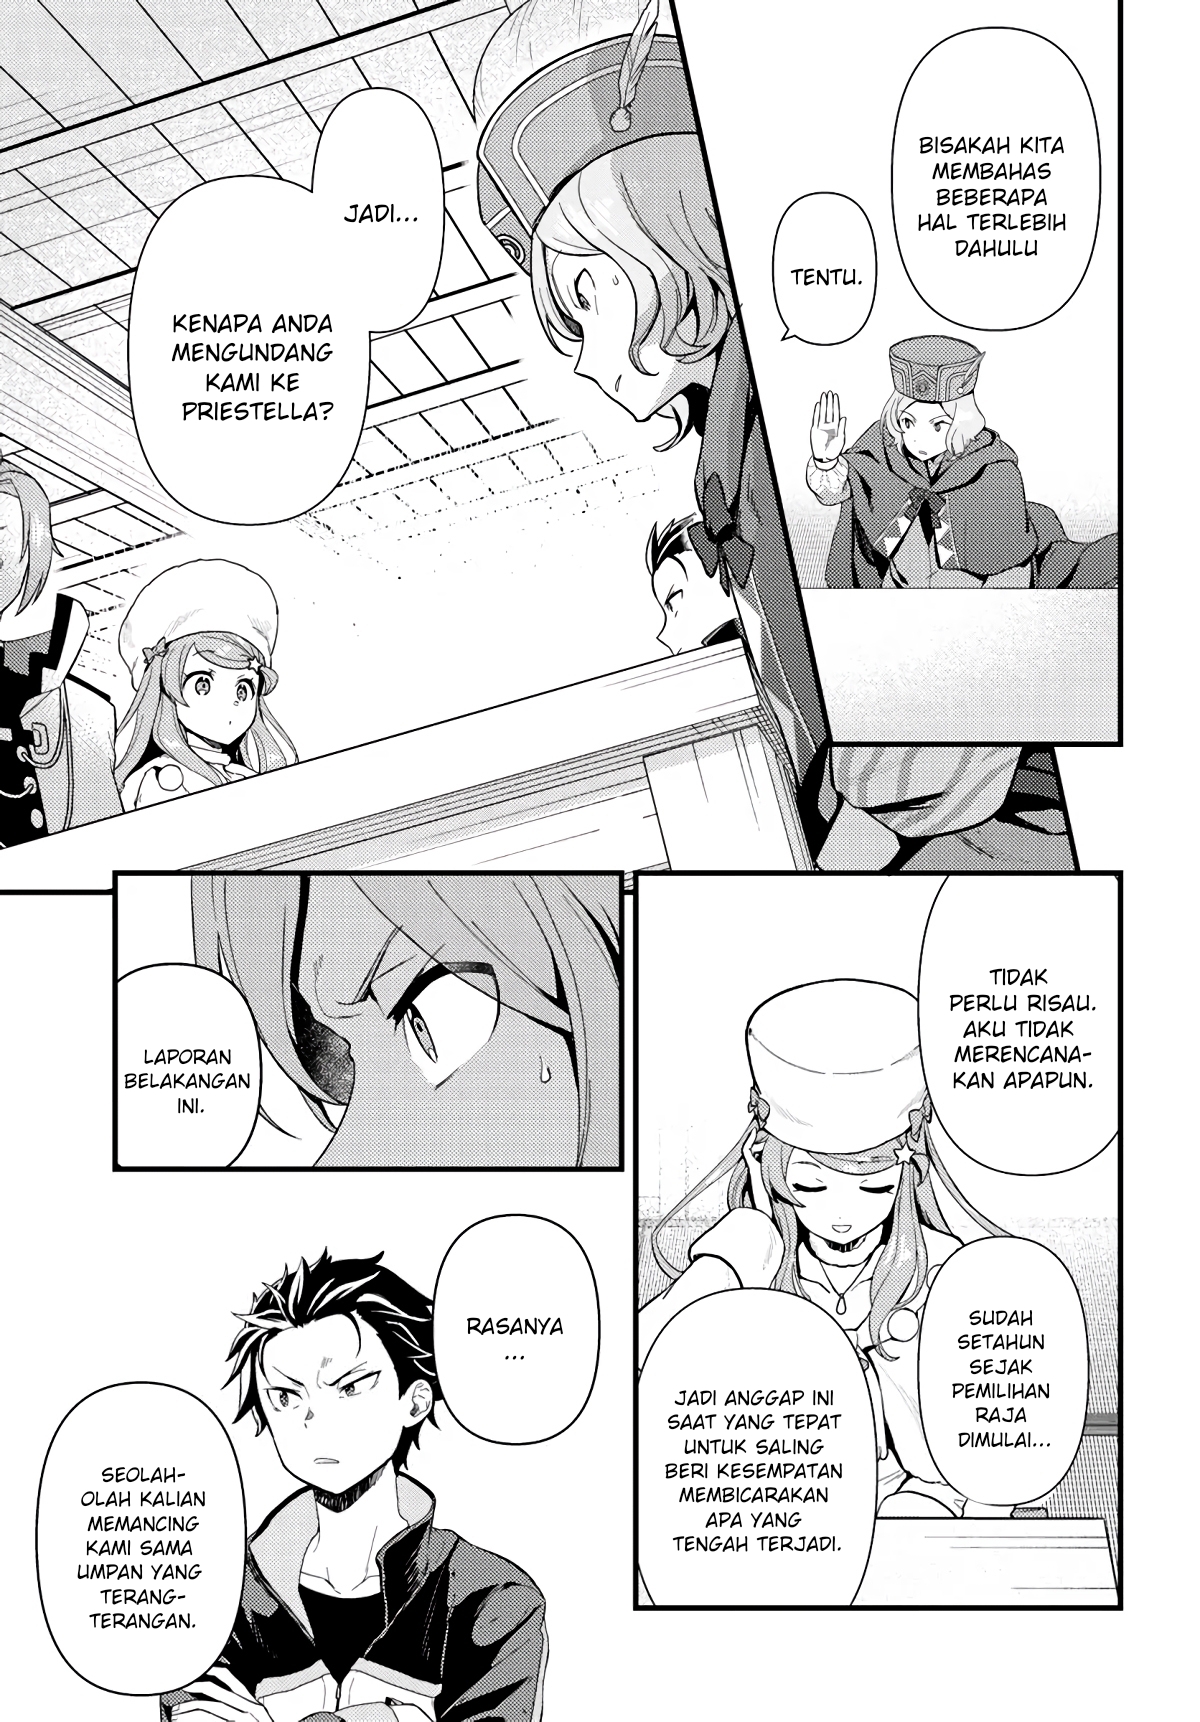 BISAKAH KITA
MEMBAHAS
BEBERAPA
HAL TERLEBIH
DAHULU
TENTU.
JADI...
KENAPA ANDA
MENGUNDANG
KAMI KE
PRIESTELLA?
TIDAK
PERLU RISAU.
AKU TIDAK
MERENCANA-
KAN APAPUN.
SUDAH
SETAHUN
SEJAK
PEMILIHAN
RAJA
DIMULAI...
JADI ANGGAP INI
SAAT YANG TEPAT
UNTUK SALING
BERI KESEMPATAN
MEMBICARAKAN
APA YANG
TENGAH TERJADI.
LAPORAN
BELAKANGAN
INI.
RASANYA
...
SEOLAH-
OLAH KALIAN
MEMANCING
KAMI SAMA
UMPAN YANG
TERANG-
TERANGAN.